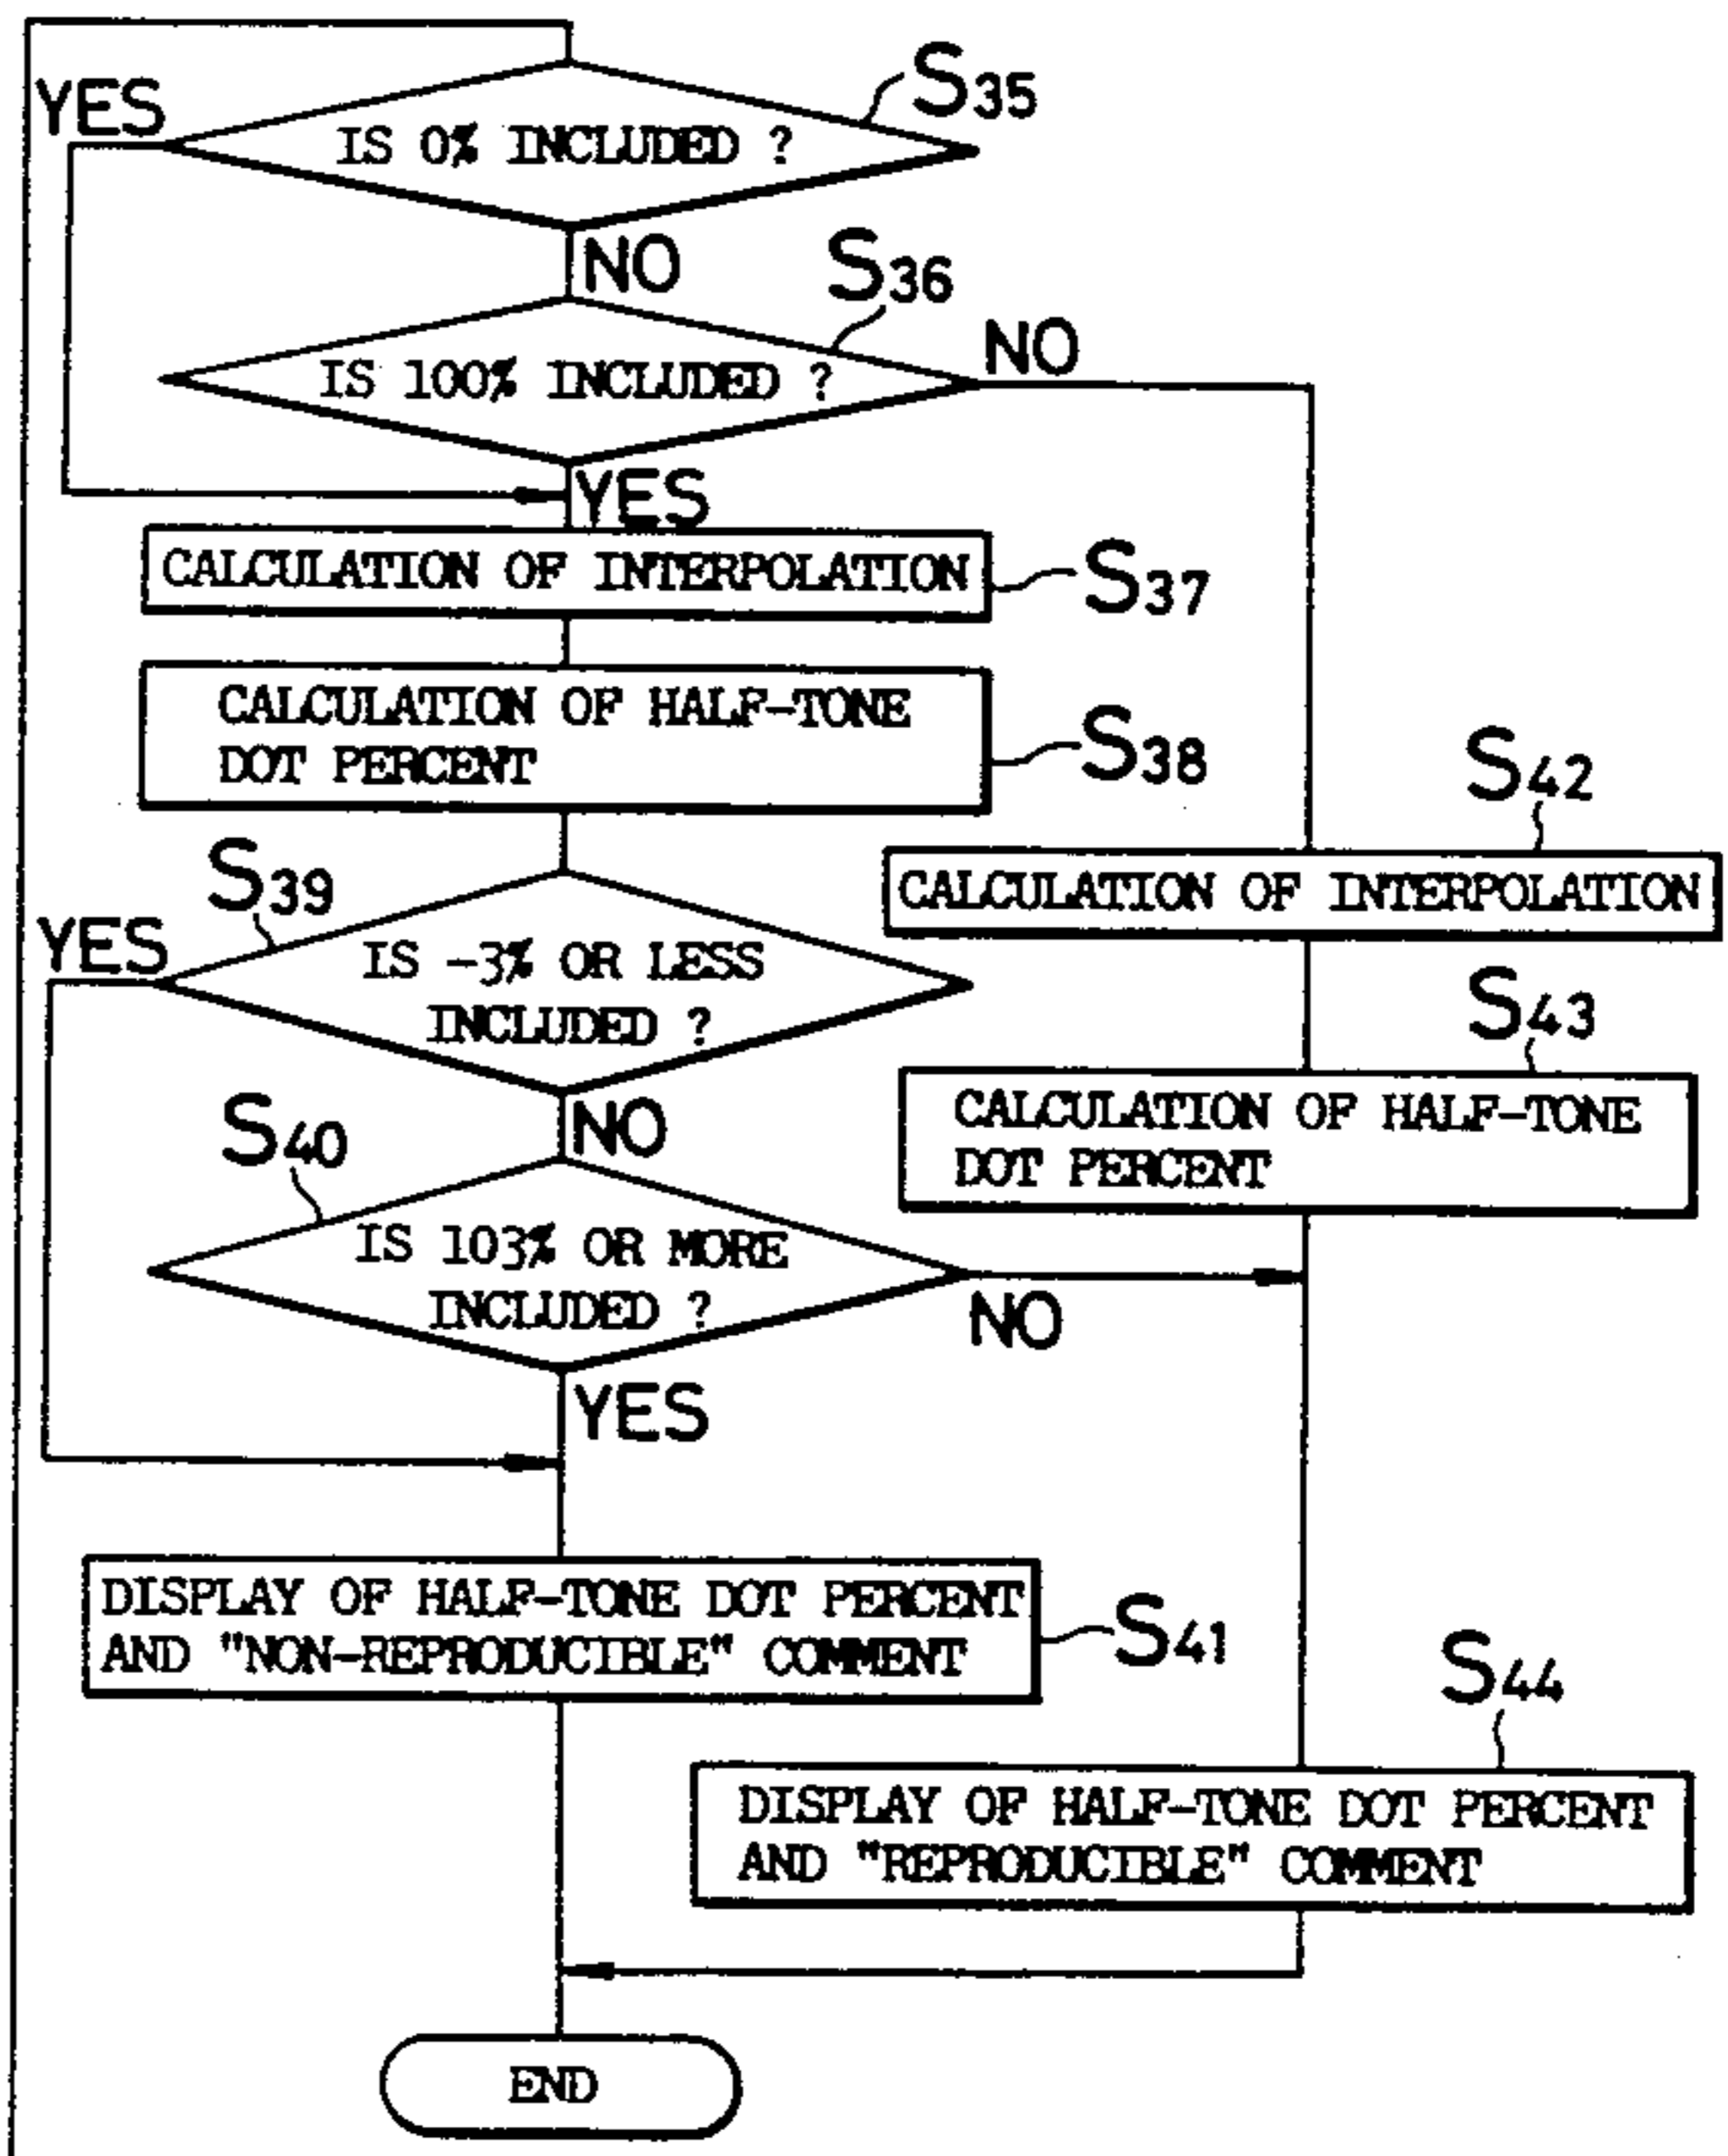 S35
YES
IS 0% INCLUDED ?
NO
S36
NO
IS 100% INCLUDED ?
YES
CALCULATION OF INTERPOLATION
S37
CALCULATION OF HALF-TONE
DOT PERCENT
S38
S42
CALCULATION OF INTERPOLATION
S39
YES
IS -3% OR LESS
INCLUDED ?
S43
CALCULATION OF HALF-TONE
DOT PERCENT
NO
S40
IS 103% OR MORE
INCLUDED ?
NO
YES
DISPLAY OF HALF-TONE DOT PERCENT
AND "NON-REPRODUCIBLE" COMMENT
S41
S44
DISPLAY OF HALF-TONE DOT PERCENT
AND "REPRODUCIBLE" COMMENT
END